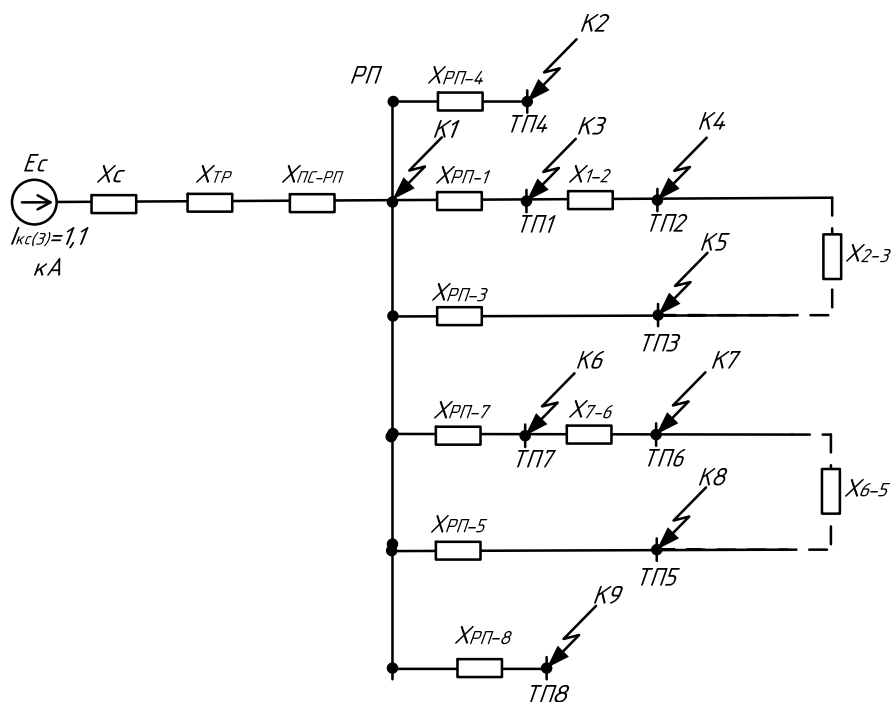 K2
РП
XРП-4
K1
ТП4
K3
K4
Ec
Xc
XТР
XПС-РП
XРП-1
X1-2
Iкс(3)=1,1
кА
ТП1
ТП2
K5
X2-3
XРП-3
ТП3
K6
K7
XРП-7
X7-6
ТП7
ТП6
K8
X6-5
XРП-5
ТП5
K9
XРП-8
ТП8